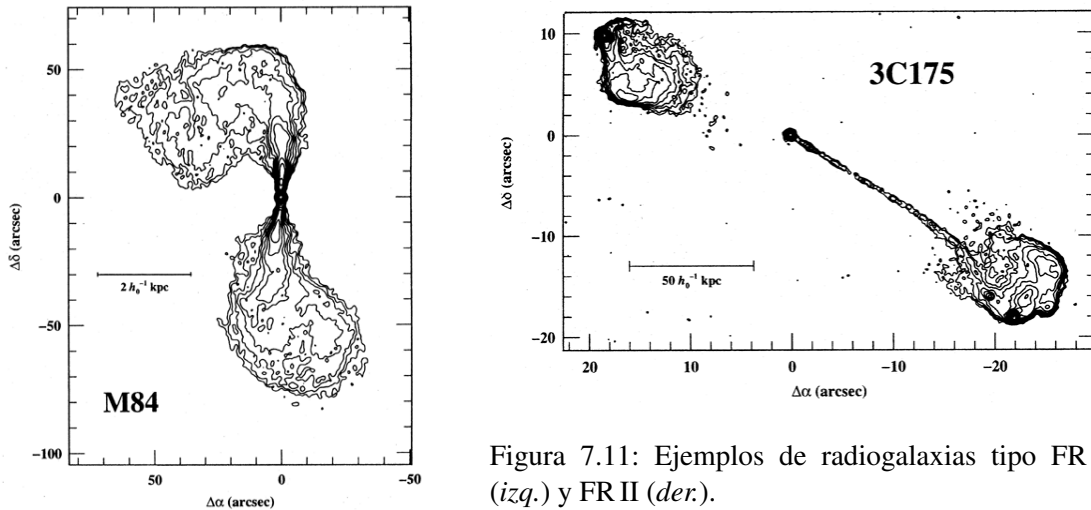 50
0
-50
-100
Δδ (arcsec)
2 h₀⁻¹ kpc
M84
50
0
-50
Δα (arcsec)
10
0
-10
-20
Δδ (arcsec)
3C175
50 h₀⁻¹ kpc
20
10
0
-10
-20
Δα (arcsec)
Figura 7.11: Ejemplos de radiogalaxias tipo FR
(izq.) y FR II (der.).